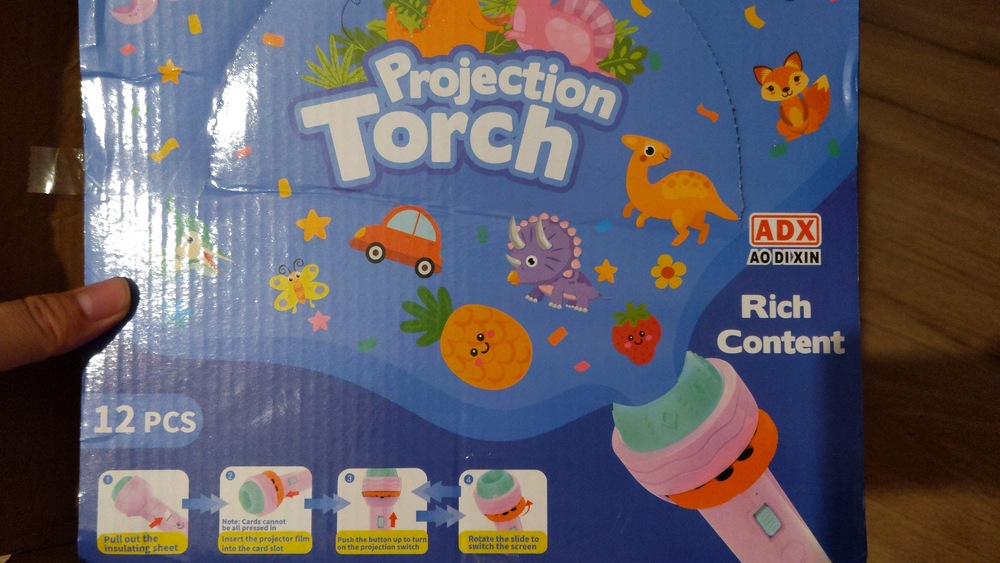 Projection
Torch
ADX
AO DI XIN
Rich
Content
12 PCS
1
Pull out the
insulating sheet
2
Note: Cards cannot
be all pressed in
Insert the projector film
into the card slot
3
Push the button up to turn
on the projection switch
4
Rotate the slide to
switch the screen